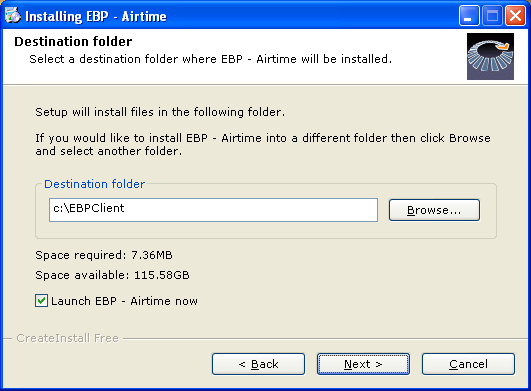 Installing EBP - Airtime
Destination folder
Select a destination folder where EBP - Airtime will be installed.
Setup will install files in the following folder.
If you would like to install EBP - Airtime into a different folder then click Browse
and select another folder.
Destination folder
c:\EBPClient
Browse...
Space required: 7.36MB
Space available: 115.58GB
Launch EBP - Airtime now
CreateInstall Free
< Back
Next >
Cancel